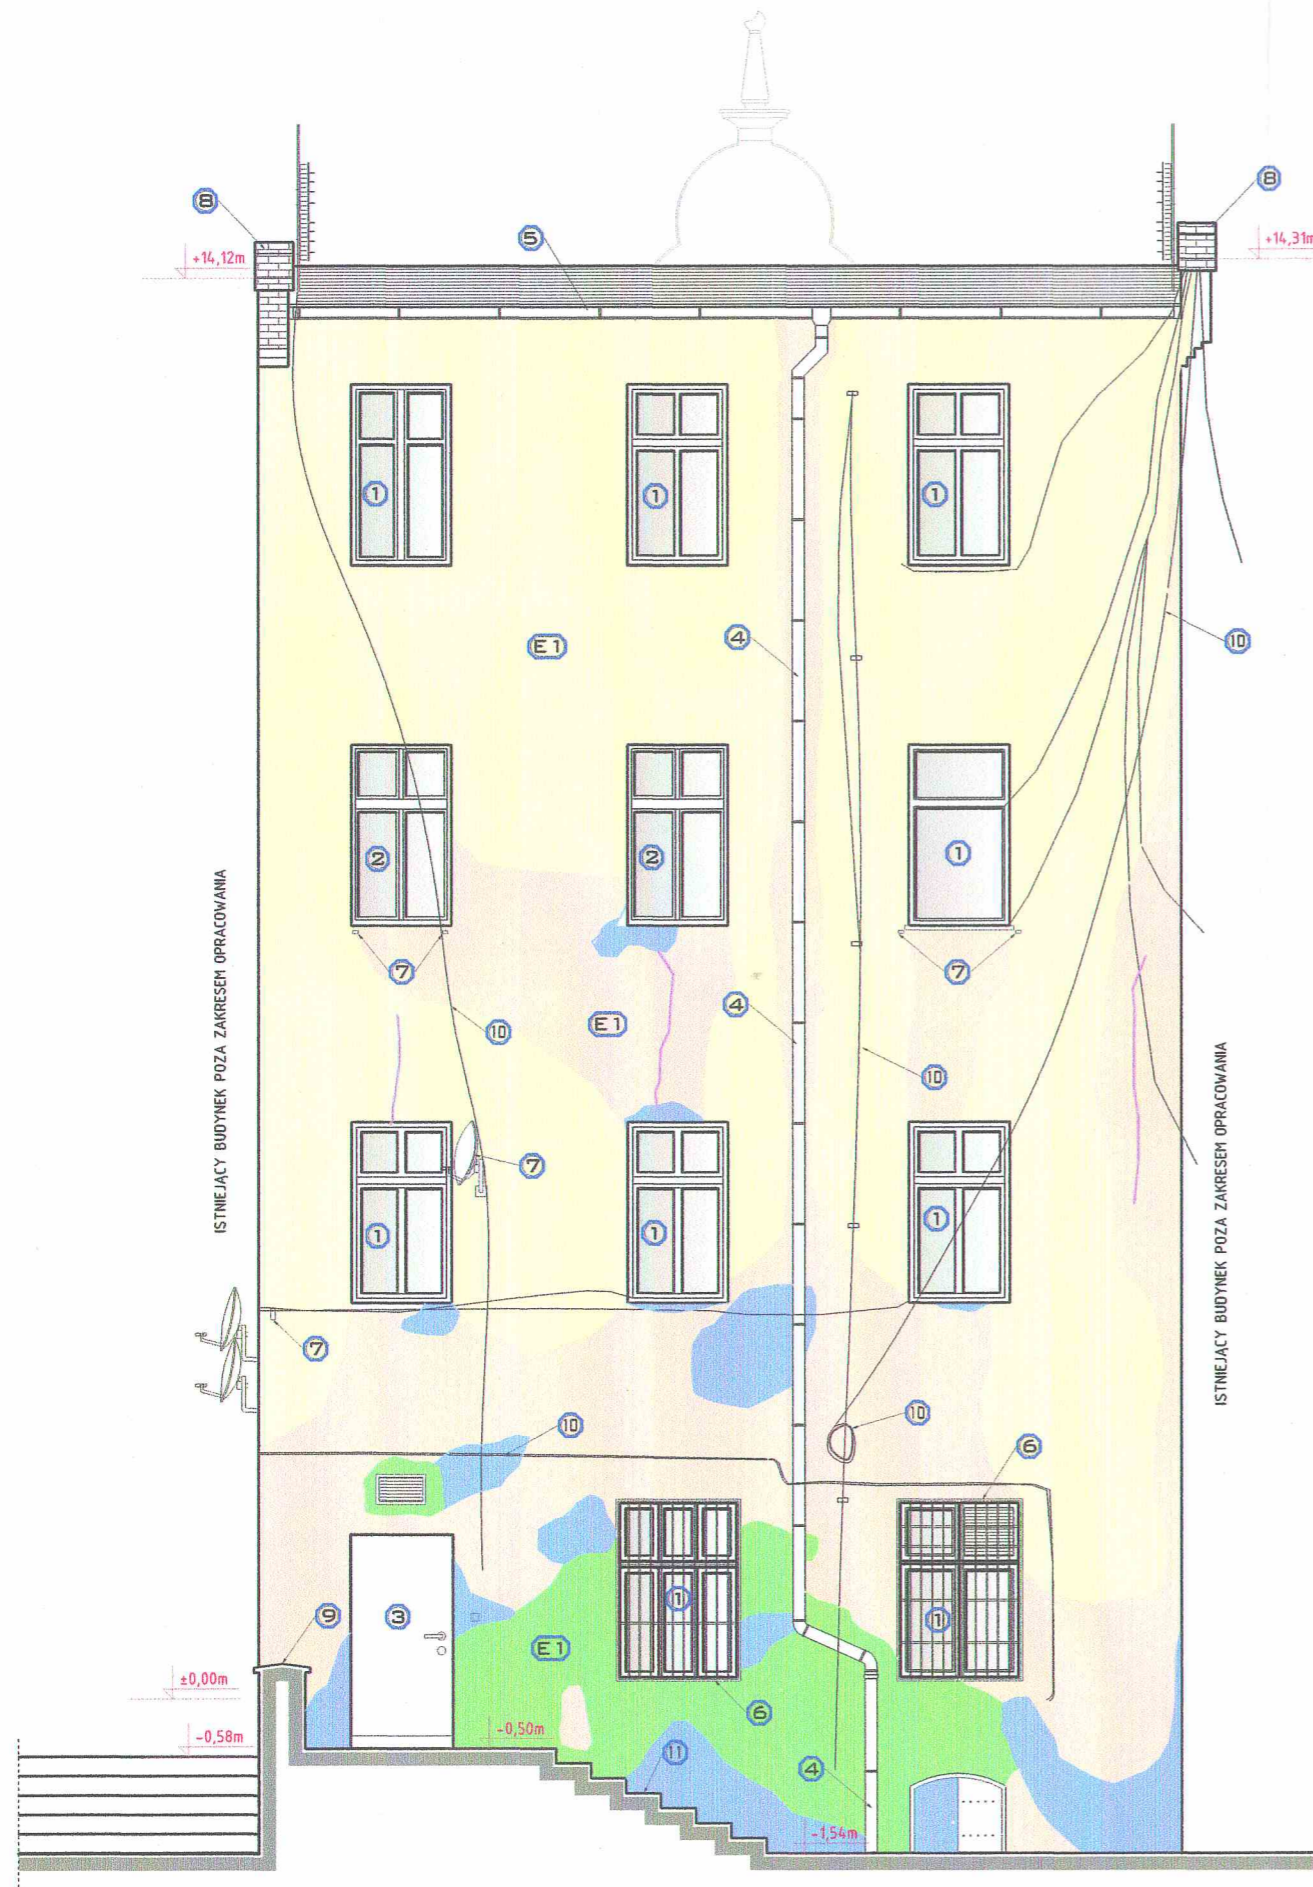 8
8
+14,12m
5
+14,31m
1
1
1
E1
4
10
2
2
1
7
7
ISTNIEJĄCY BUDYNEK POZA ZAKRESEM OPRACOWANIA
E1
4
10
10
7
1
1
1
ISTNIEJĄCY BUDYNEK POZA ZAKRESEM OPRACOWANIA
7
10
10
6
9
3
1
1
E1
±0,00m
6
-0,58m
-0,50m
11
4
-1,54m